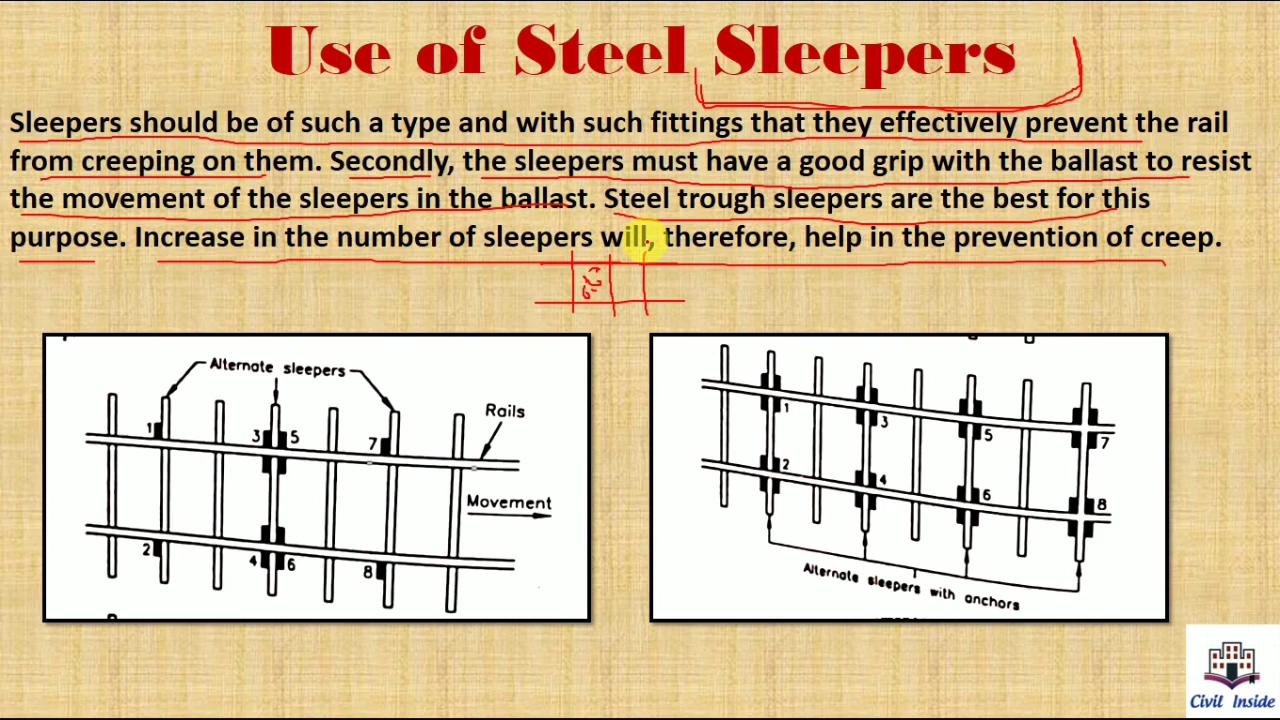 Use of Steel Sleepers
Sleepers should be of such a type and with such fittings that they effectively prevent the rail
from creeping on them. Secondly, the sleepers must have a good grip with the ballast to resist
the movement of the sleepers in the ballast. Steel trough sleepers are the best for this
purpose. Increase in the number of sleepers will, therefore, help in the prevention of creep.
Alternate sleepers
Rails
1
3 5
7
Movement
2
4 6
8
1
3
5
7
2
4
6
8
Alternate sleepers with anchors
Civil Inside